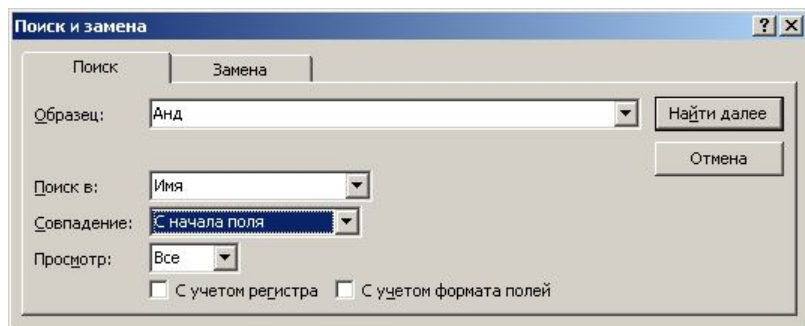 Поиск и замена
Поиск Замена
Образец: Анд Найти далее
Отмена
Поиск в: Имя
Совпадение: С начала поля
Просмотр: Все
С учетом регистра С учетом формата полей